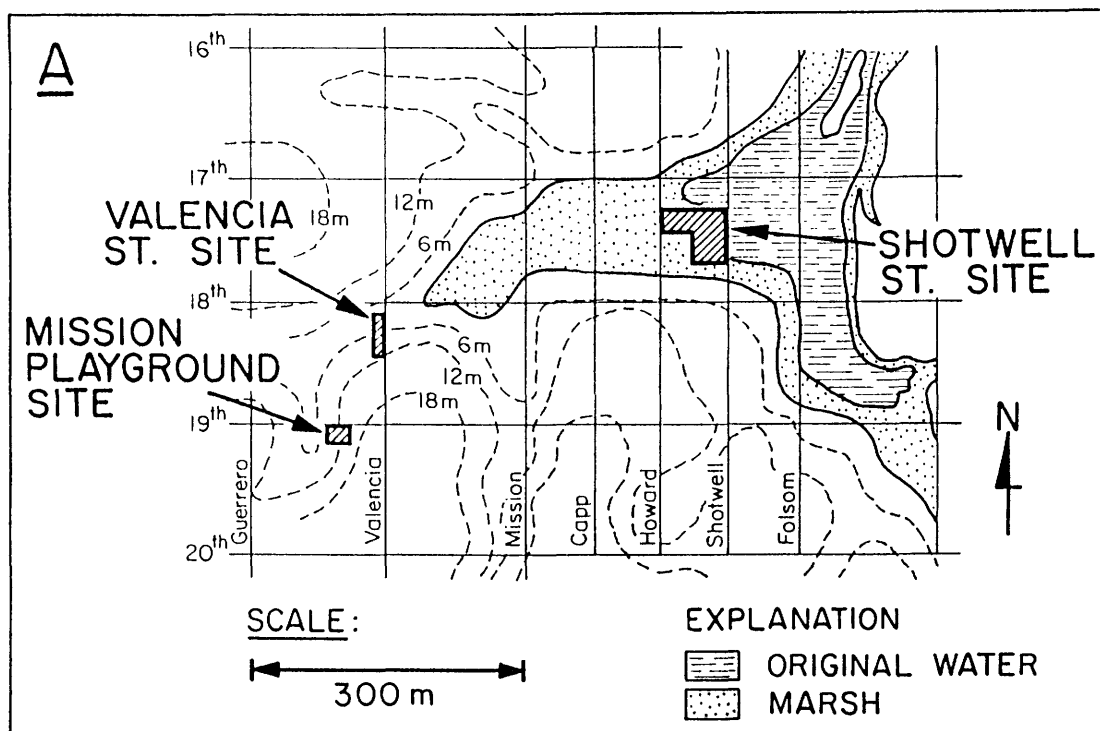 A
16th
17th
18th
19th
20th
VALENCIA
ST. SITE
MISSION
PLAYGROUND
SITE
SHOTWELL
ST. SITE
18m
12m
6m
6m
12m
18m
Guerrero
Valencia
Mission
Capp
Howard
Shotwell
Folsom
N
SCALE:
300 m
EXPLANATION
ORIGINAL WATER
MARSH